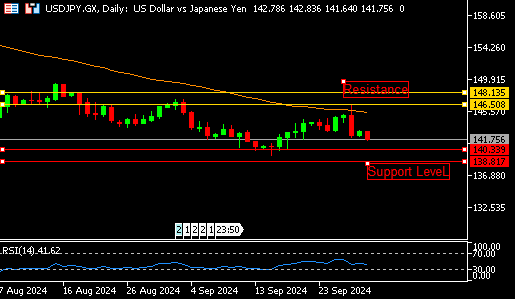 USDJPY.GX, Daily: US Dollar vs Japanese Yen 142.786 142.836 141.640 141.756 0
158.605
154.260
149.915
Resistance
148.135
146.508
145.570
141.756
140.339
138.817
Support Level.
136.880
132.535
2 1 2 2 1 23:50
RSI(14) 41.62
100.00
70.00
30.00
0.00
7 Aug 2024 16 Aug 2024 26 Aug 2024 4 Sep 2024 13 Sep 2024 23 Sep 2024